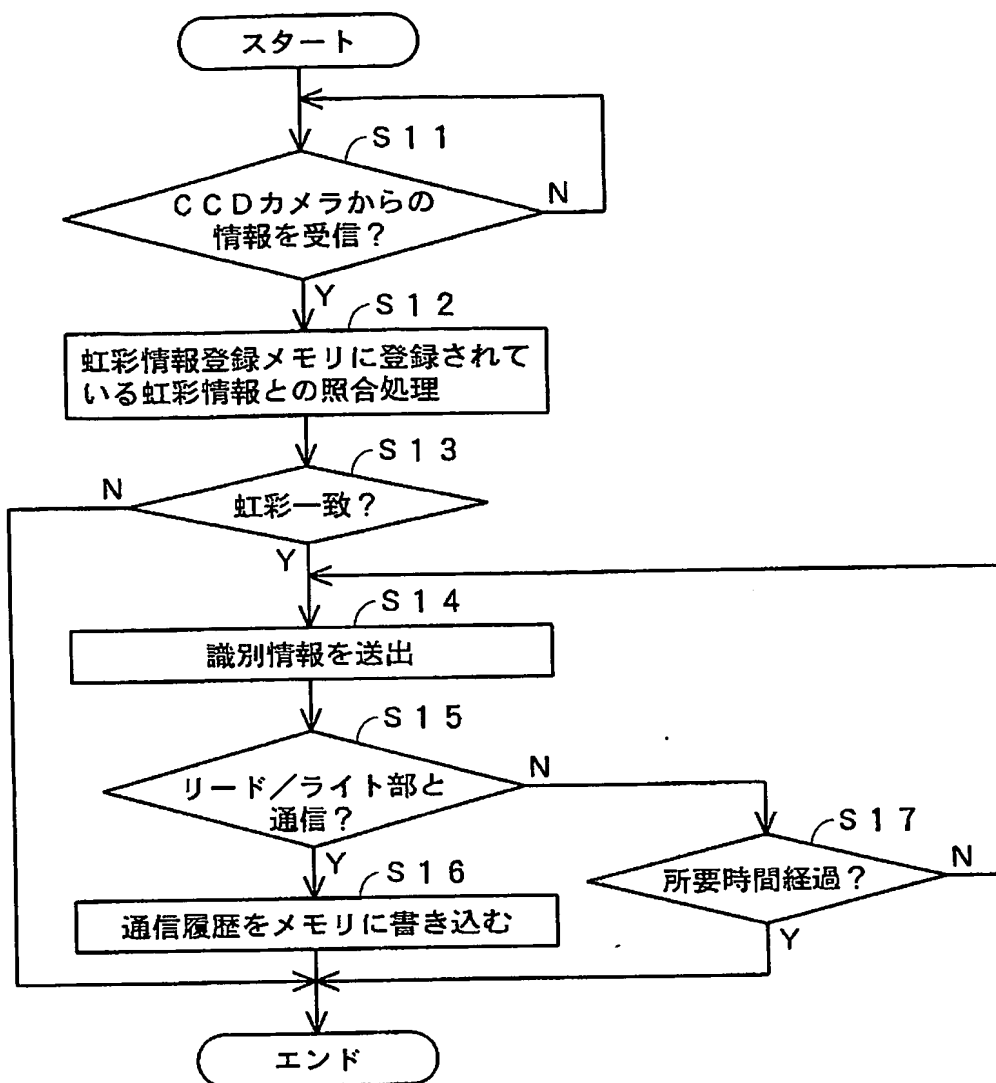 スタート
S11
CCDカメラからの
情報を受信？
N
Y
S12
虹彩情報登録メモリに登録されて
いる虹彩情報との照合処理
S13
N
虹彩一致？
Y
S14
識別情報を送出
S15
リード／ライト部と
通信？
N
Y
S17
所要時間経過？
N
Y
S16
通信履歴をメモリに書き込む
エンド